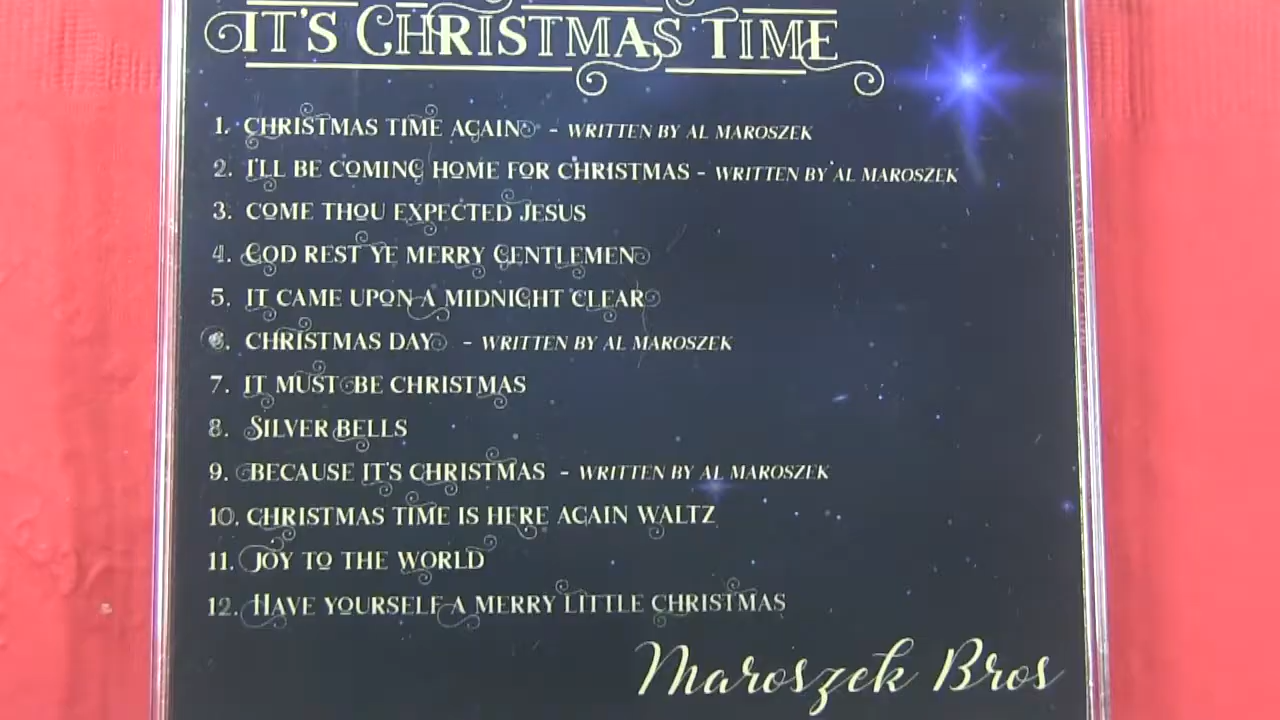 IT'S CHRISTMAS TIME
1. CHRISTMAS TIME AGAIN - WRITTEN BY AL MAROSZEK
2. I'LL BE COMING HOME FOR CHRISTMAS - WRITTEN BY AL MAROSZEK
3. COME THOU EXPECTED JESUS
4. GOD REST YE MERRY GENTLEMEN
5. IT CAME UPON A MIDNIGHT CLEAR
6. CHRISTMAS DAY - WRITTEN BY AL MAROSZEK
7. IT MUST BE CHRISTMAS
8. SILVER BELLS
9. BECAUSE IT'S CHRISTMAS - WRITTEN BY AL MAROSZEK
10. CHRISTMAS TIME IS HERE AGAIN WALTZ
11. JOY TO THE WORLD
12. HAVE YOURSELF A MERRY LITTLE CHRISTMAS
Maroszek Bros